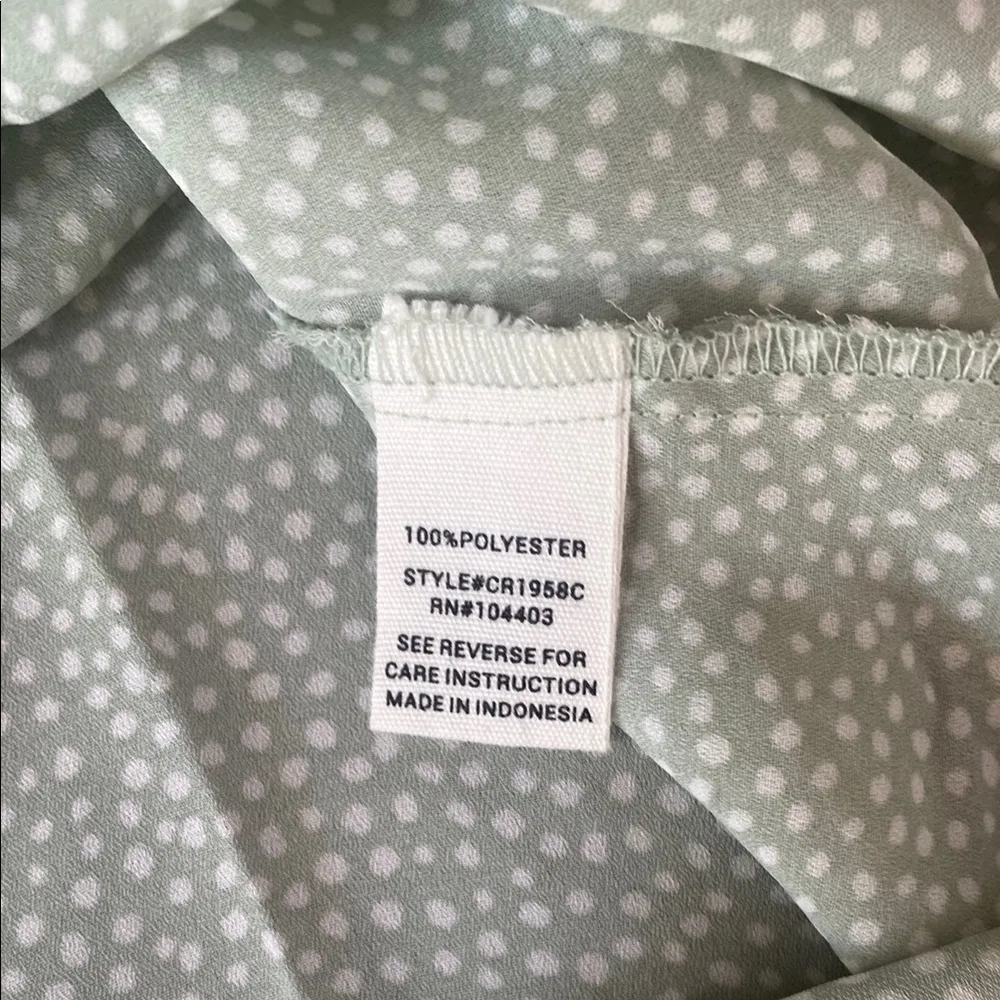 100%POLYESTER
STYLE#CR1958C
RN#104403
SEE REVERSE FOR
CARE INSTRUCTION
MADE IN INDONESIA